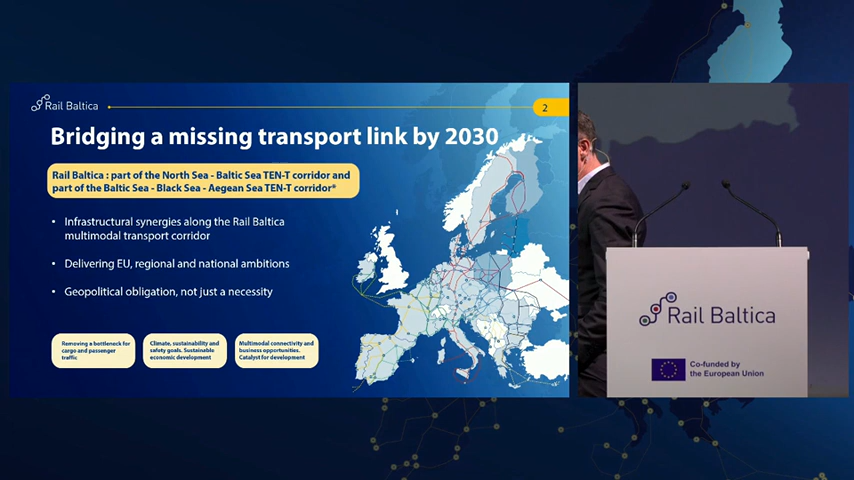 Rail Baltica
2
Bridging a missing transport link by 2030
Rail Baltica : part of the North Sea - Baltic Sea TEN-T corridor and
part of the Baltic Sea - Black Sea - Aegean Sea TEN-T corridor*
• Infrastructural synergies along the Rail Baltica
multimodal transport corridor
• Delivering EU, regional and national ambitions
• Geopolitical obligation, not just a necessity
Removing a bottleneck for
cargo and passenger
traffic
Climate, sustainability and
safety goals. Sustainable
economic development
Multimodal connectivity and
business opportunities.
Catalyst for development
Rail Baltica
Co-funded by
the European Union